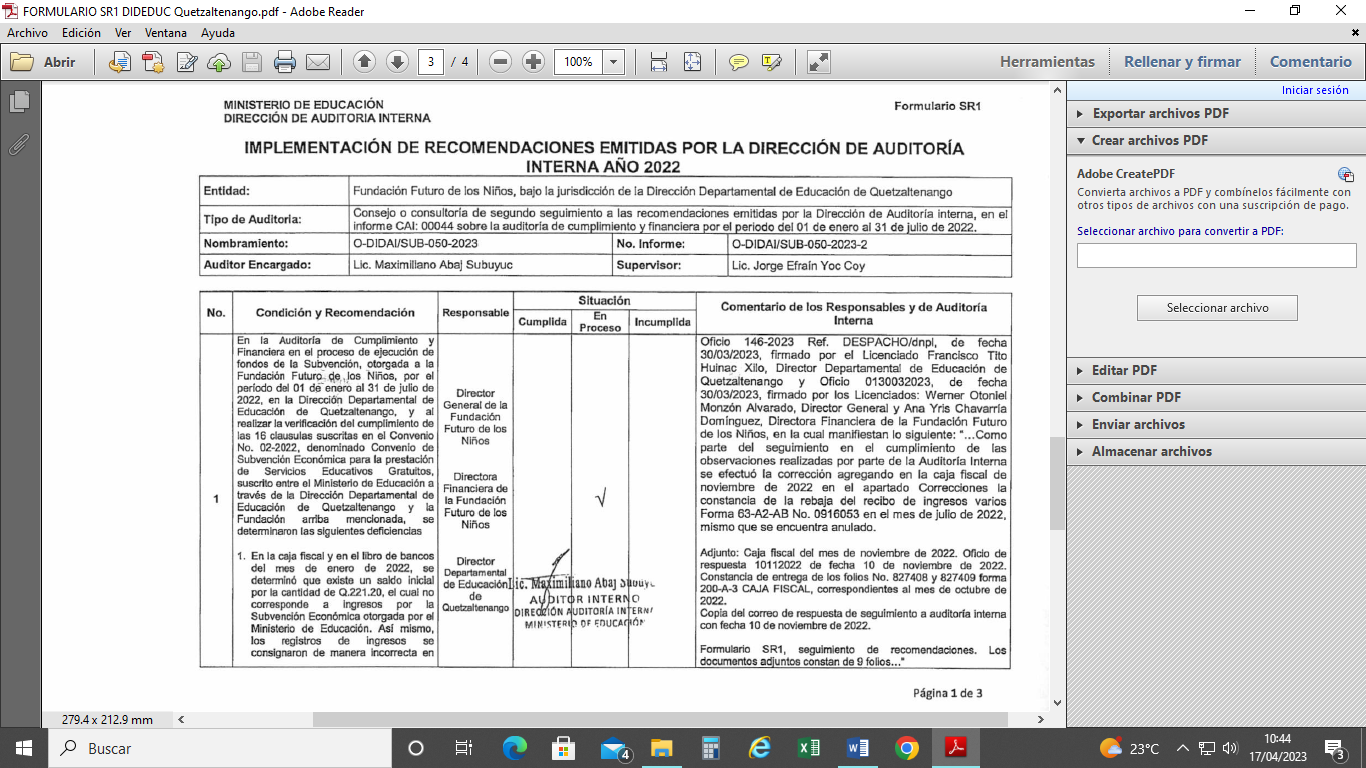 FORMULARIO SR1 DIDEDUC Quetzaltenango.pdf - Adobe Reader
Archivo Edición Ver Ventana Ayuda
Abrir 3 / 4 100% Herramientas Rellenar y firmar Comentario
Iniciar sesión
Exportar archivos PDF
Crear archivos PDF
Adobe CreatePDF
Convierta archivos a PDF y combínelos fácilmente con
otros tipos de archivos con una suscripción de pago.
Seleccionar archivo para convertir a PDF:
Seleccionar archivo
Editar PDF
Combinar PDF
Enviar archivos
Almacenar archivos
MINISTERIO DE EDUCACIÓN
DIRECCIÓN DE AUDITORIA INTERNA
Formulario SR1
IMPLEMENTACIÓN DE RECOMENDACIONES EMITIDAS POR LA DIRECCIÓN DE AUDITORÍA
INTERNA AÑO 2022
Entidad: Fundación Futuro de los Niños, bajo la jurisdicción de la Dirección Departamental de Educación de Quetzaltenango
Tipo de Auditoria: Consejo o consultoría de segundo seguimiento a las recomendaciones emitidas por la Dirección de Auditoría interna, en el
informe CAI: 00044 sobre la auditoría de cumplimiento y financiera por el periodo del 01 de enero al 31 de julio de 2022.
Nombramiento: O-DIDAI/SUB-050-2023 No. Informe: O-DIDAI/SUB-050-2023-2
Auditor Encargado: Lic. Maximiliano Abaj Subuyuc Supervisor: Lic. Jorge Efraín Yoc Coy
No. Condición y Recomendación Responsable Situación
Cumplida En Proceso Incumplida
Comentario de los Responsables y de Auditoría
Interna
1
En la Auditoría de Cumplimiento y
Financiera en el proceso de ejecución de
fondos de la Subvención, otorgada a la
Fundación Futuro de los Niños, por el
período del 01 de enero al 31 de julio de
2022, en la Dirección Departamental de
Educación de Quetzaltenango, y al
realizar la verificación del cumplimiento de
las 16 clausulas suscritas en el Convenio
No. 02-2022, denominado Convenio de
Subvención Económica para la prestación
de Servicios Educativos Gratuitos,
suscrito entre el Ministerio de Educación a
través de la Dirección Departamental de
Educación de Quetzaltenango y la
Fundación arriba mencionada, se
determinaron las siguientes deficiencias
1. En la caja fiscal y en el libro de bancos
del mes de enero de 2022, se
determinó que existe un saldo inicial
por la cantidad de Q.221.20, el cual no
corresponde a ingresos por la
Subvención Económica otorgada por el
Ministerio de Educación. Así mismo,
los registros de ingresos se
consignaron de manera incorrecta en
Director
General de la
Fundación
Futuro de los
Niños
Directora
Financiera de
la Fundación
Futuro de los
Niños
Director
Departamental
de Educación
de
Quetzaltenango
√
Lic. Maximiliano Abaj Subuyuc
AUDITOR INTERNO
DIRECCIÓN AUDITORÍA INTERNA
MINISTERIO DE EDUCACIÓN
Oficio 146-2023 Ref. DESPACHO/dnpl, de fecha
30/03/2023, firmado por el Licenciado Francisco Tito
Huinac Xilo, Director Departamental de Educación de
Quetzaltenango y Oficio 0130032023, de fecha
30/03/2023, firmado por los Licenciados: Werner Otoniel
Monzón Alvarado, Director General y Ana Yris Chavarría
Domínguez, Directora Financiera de la Fundación Futuro
de los Niños, en la cual manifiestan lo siguiente: "...Como
parte del seguimiento en el cumplimiento de las
observaciones realizadas por parte de la Auditoría Interna
se efectuó la corrección agregando en la caja fiscal de
noviembre de 2022 en el apartado Correcciones la
constancia de la rebaja del recibo de ingresos varios
Forma 63-A2-AB No. 0916053 en el mes de julio de 2022,
mismo que se encuentra anulado.
Adjunto: Caja fiscal del mes de noviembre de 2022. Oficio de
respuesta 10112022 de fecha 10 de noviembre de 2022.
Constancia de entrega de los folios No. 827408 y 827409 forma
200-A-3 CAJA FISCAL, correspondientes al mes de octubre de
2022.
Copia del correo de respuesta de seguimiento a auditoría interna
con fecha 10 de noviembre de 2022.
Formulario SR1, seguimiento de recomendaciones. Los
documentos adjuntos constan de 9 folios..."
Página 1 de 3
279.4 x 212.9 mm
Buscar
4
23°C
10:44
17/04/2023
3